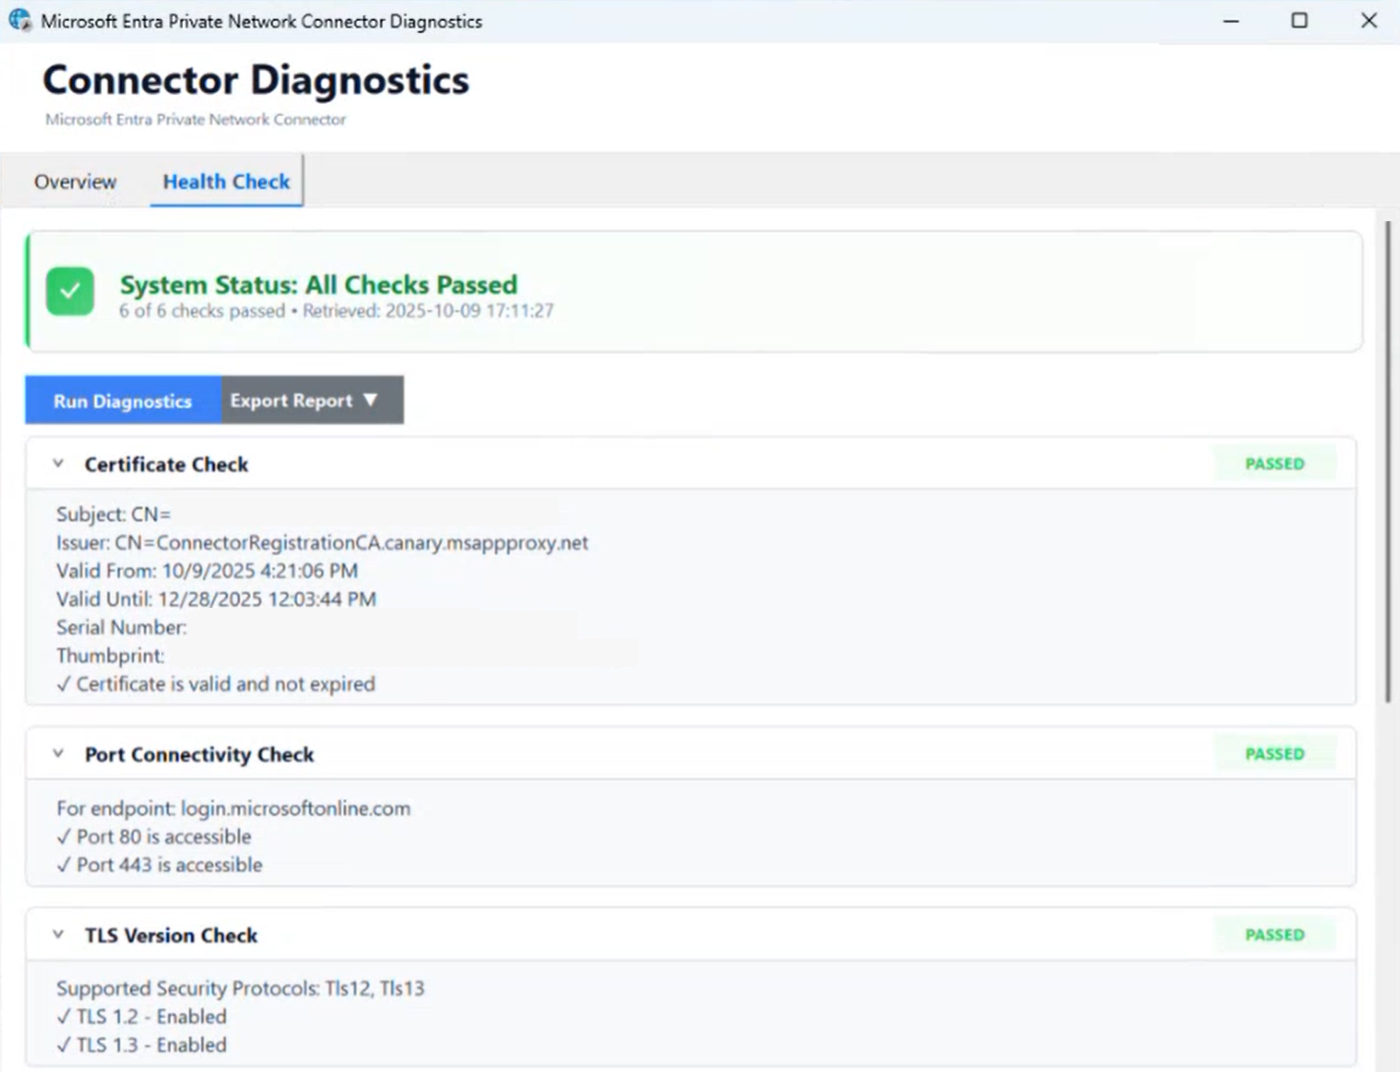 Microsoft Entra Private Network Connector Diagnostics
Connector Diagnostics
Microsoft Entra Private Network Connector
Overview
Health Check
System Status: All Checks Passed
6 of 6 checks passed • Retrieved: 2025-10-09 17:11:27
Run Diagnostics
Export Report ▼
Certificate Check
PASSED
Subject: CN=
Issuer: CN=ConnectorRegistrationCA.canary.msappproxy.net
Valid From: 10/9/2025 4:21:06 PM
Valid Until: 12/28/2025 12:03:44 PM
Serial Number:
Thumbprint:
✓ Certificate is valid and not expired
Port Connectivity Check
PASSED
For endpoint: login.microsoftonline.com
✓ Port 80 is accessible
✓ Port 443 is accessible
TLS Version Check
PASSED
Supported Security Protocols: Tls12, Tls13
✓ TLS 1.2 - Enabled
✓ TLS 1.3 - Enabled